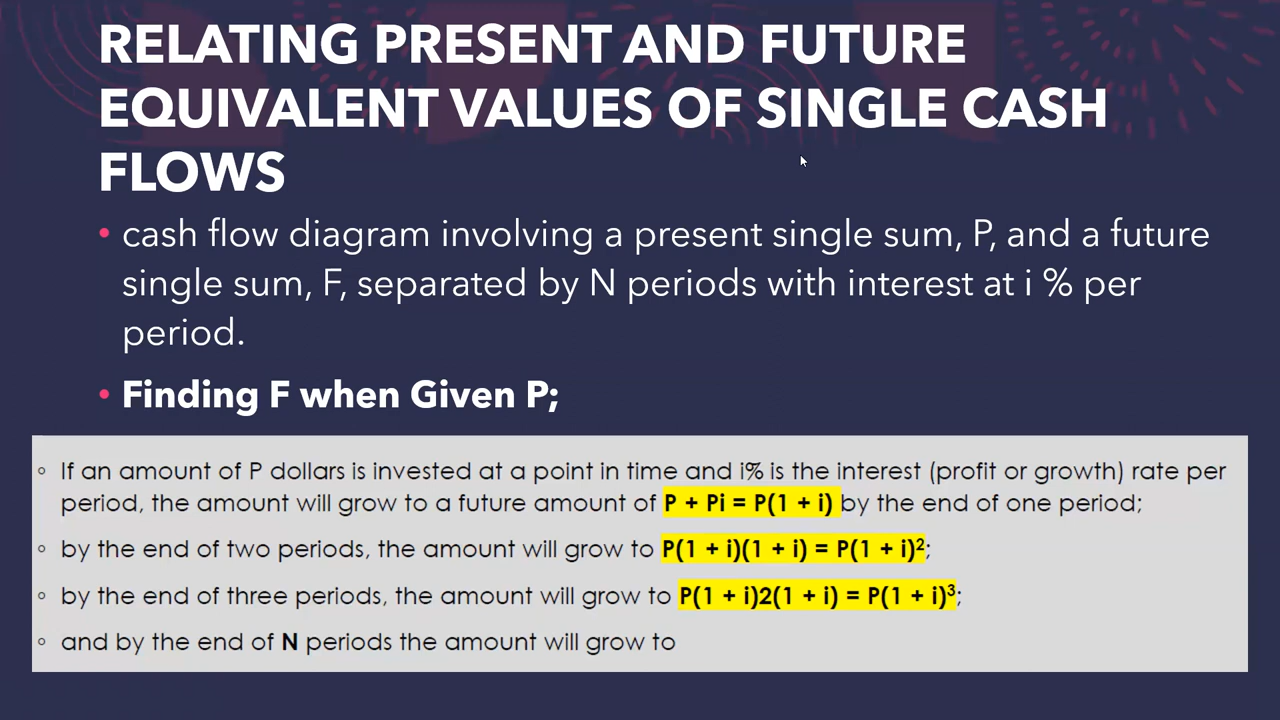 RELATING PRESENT AND FUTURE
EQUIVALENT VALUES OF SINGLE CASH
FLOWS
• cash flow diagram involving a present single sum, P, and a future
single sum, F, separated by N periods with interest at i % per
period.
• Finding F when Given P;
◦ If an amount of P dollars is invested at a point in time and i% is the interest (profit or growth) rate per
period, the amount will grow to a future amount of P + Pi = P(1 + i) by the end of one period;
◦ by the end of two periods, the amount will grow to P(1 + i)(1 + i) = P(1 + i)²;
◦ by the end of three periods, the amount will grow to P(1 + i)2(1 + i) = P(1 + i)³;
◦ and by the end of N periods the amount will grow to